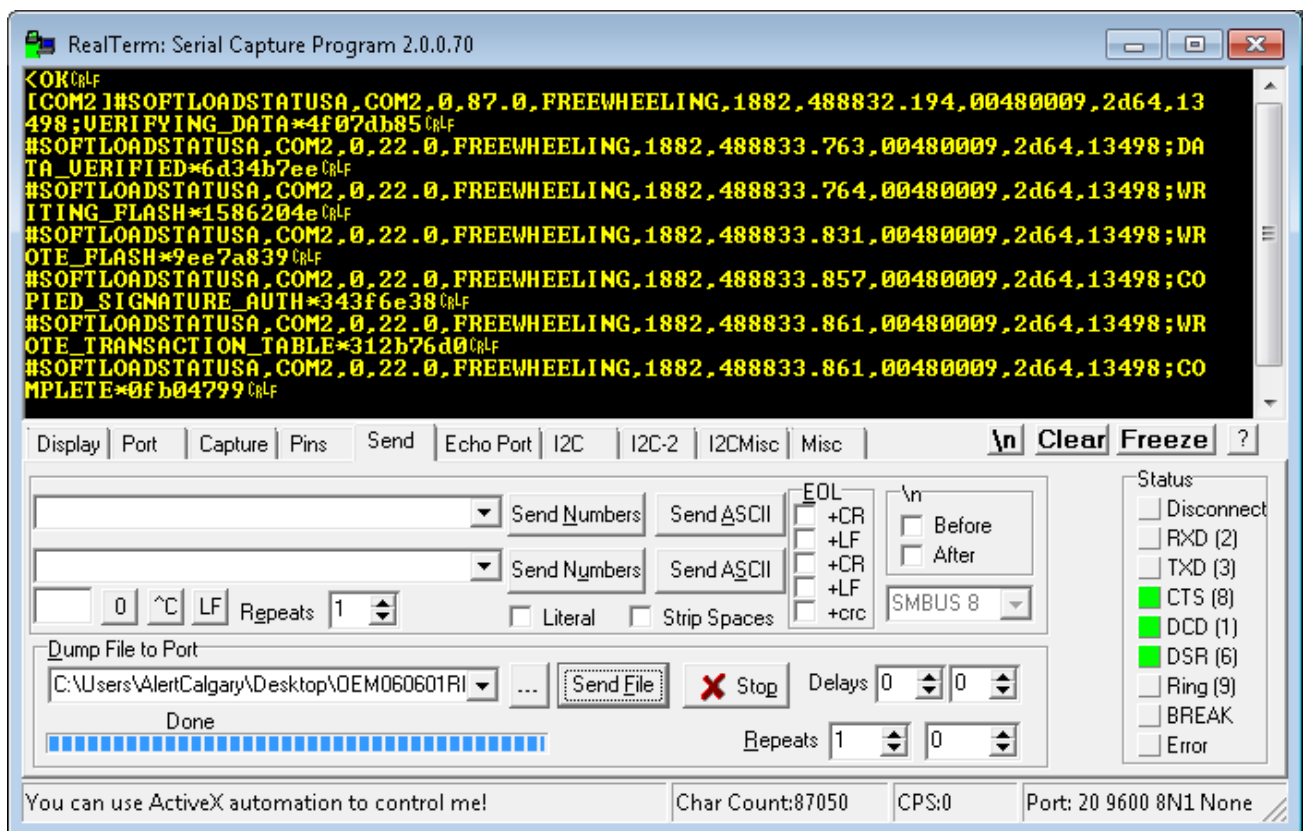 RealTerm: Serial Capture Program 2.0.0.70
<OKCRLF
[COM2]#SOFTLOADSTATUSA,COM2,0,87.0,FREEWHEELING,1882,488832.194,00480009,2d64,13
498;VERIFYING_DATA*4f07db85CRLF
#SOFTLOADSTATUSA,COM2,0,22.0,FREEWHEELING,1882,488833.763,00480009,2d64,13498;DA
TA_VERIFIED*6d34b7eeCRLF
#SOFTLOADSTATUSA,COM2,0,22.0,FREEWHEELING,1882,488833.764,00480009,2d64,13498;WR
ITING_FLASH*1586204eCRLF
#SOFTLOADSTATUSA,COM2,0,22.0,FREEWHEELING,1882,488833.831,00480009,2d64,13498;WR
OTE_FLASH*9ee7a839CRLF
#SOFTLOADSTATUSA,COM2,0,22.0,FREEWHEELING,1882,488833.857,00480009,2d64,13498;CO
PIED_SIGNATURE_AUTH*343f6e38CRLF
#SOFTLOADSTATUSA,COM2,0,22.0,FREEWHEELING,1882,488833.861,00480009,2d64,13498;WR
OTE_TRANSACTION_TABLE*312b76d0CRLF
#SOFTLOADSTATUSA,COM2,0,22.0,FREEWHEELING,1882,488833.861,00480009,2d64,13498;CO
MPLETE*0fb04799CRLF
Display Port Capture Pins Send Echo Port I2C I2C-2 I2CMisc Misc \n Clear Freeze ?
EOL \n Status
Send Numbers Send ASCII +CR Before Disconnect
+LF RXD (2)
Send Numbers Send ASCII +CR After TXD (3)
0 ^C LF Repeats 1 +LF SMBUS 8 CTS (8)
Literal Strip Spaces +crc DCD (1)
Dump File to Port DSR (6)
C:\Users\AlertCalgary\Desktop\OEM060601RI ... Send File Stop Delays 0 0 Ring (9)
Done BREAK
Repeats 1 0 Error
You can use ActiveX automation to control me! Char Count:87050 CPS:0 Port: 20 9600 8N1 None